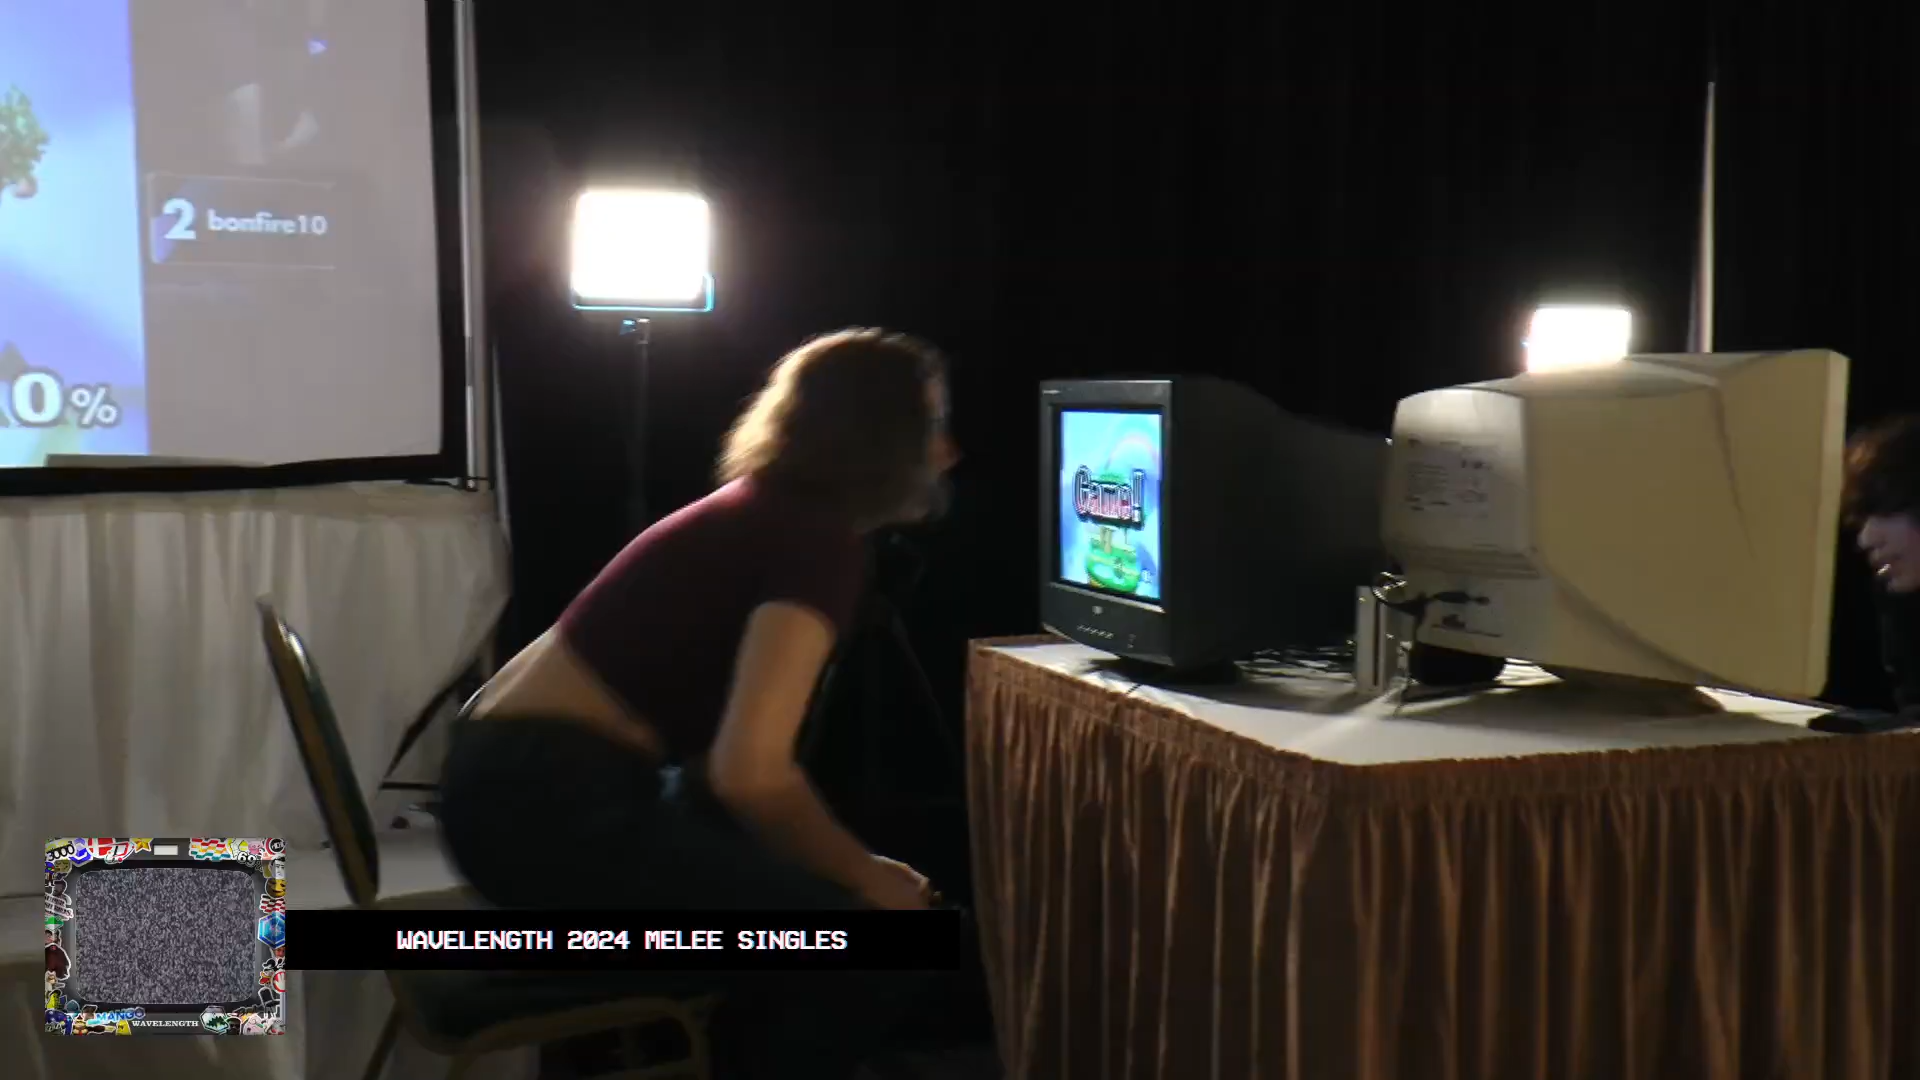 2 bonfire10
0%
Game!
WAVELENGTH 2024 MELEE SINGLES
MANGO
WAVELENGTH